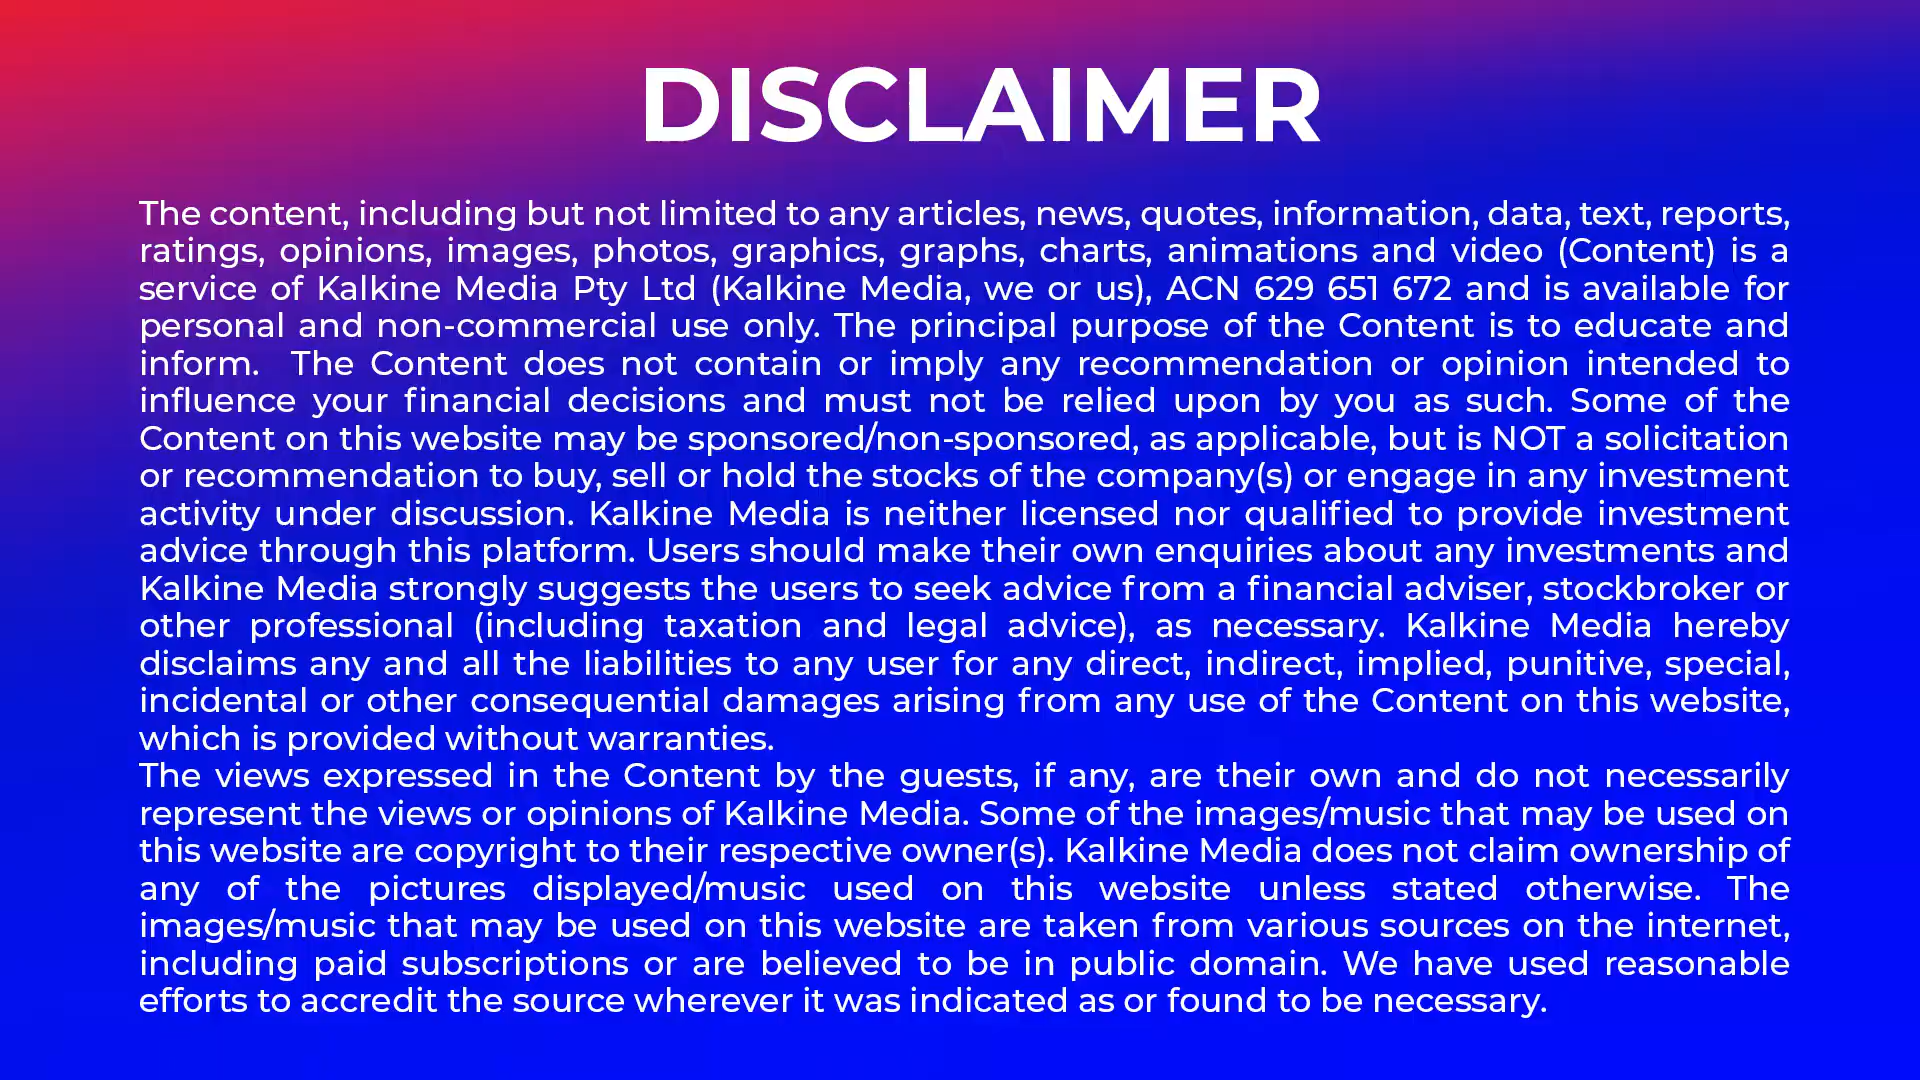 DISCLAIMER
The content, including but not limited to any articles, news, quotes, information, data, text, reports,
ratings, opinions, images, photos, graphics, graphs, charts, animations and video (Content) is a
service of Kalkine Media Pty Ltd (Kalkine Media, we or us), ACN 629 651 672 and is available for
personal and non-commercial use only. The principal purpose of the Content is to educate and
inform.  The Content does not contain or imply any recommendation or opinion intended to
influence your financial decisions and must not be relied upon by you as such. Some of the
Content on this website may be sponsored/non-sponsored, as applicable, but is NOT a solicitation
or recommendation to buy, sell or hold the stocks of the company(s) or engage in any investment
activity under discussion. Kalkine Media is neither licensed nor qualified to provide investment
advice through this platform. Users should make their own enquiries about any investments and
Kalkine Media strongly suggests the users to seek advice from a financial adviser, stockbroker or
other professional (including taxation and legal advice), as necessary. Kalkine Media hereby
disclaims any and all the liabilities to any user for any direct, indirect, implied, punitive, special,
incidental or other consequential damages arising from any use of the Content on this website,
which is provided without warranties.
The views expressed in the Content by the guests, if any, are their own and do not necessarily
represent the views or opinions of Kalkine Media. Some of the images/music that may be used on
this website are copyright to their respective owner(s). Kalkine Media does not claim ownership of
any of the pictures displayed/music used on this website unless stated otherwise. The
images/music that may be used on this website are taken from various sources on the internet,
including paid subscriptions or are believed to be in public domain. We have used reasonable
efforts to accredit the source wherever it was indicated as or found to be necessary.